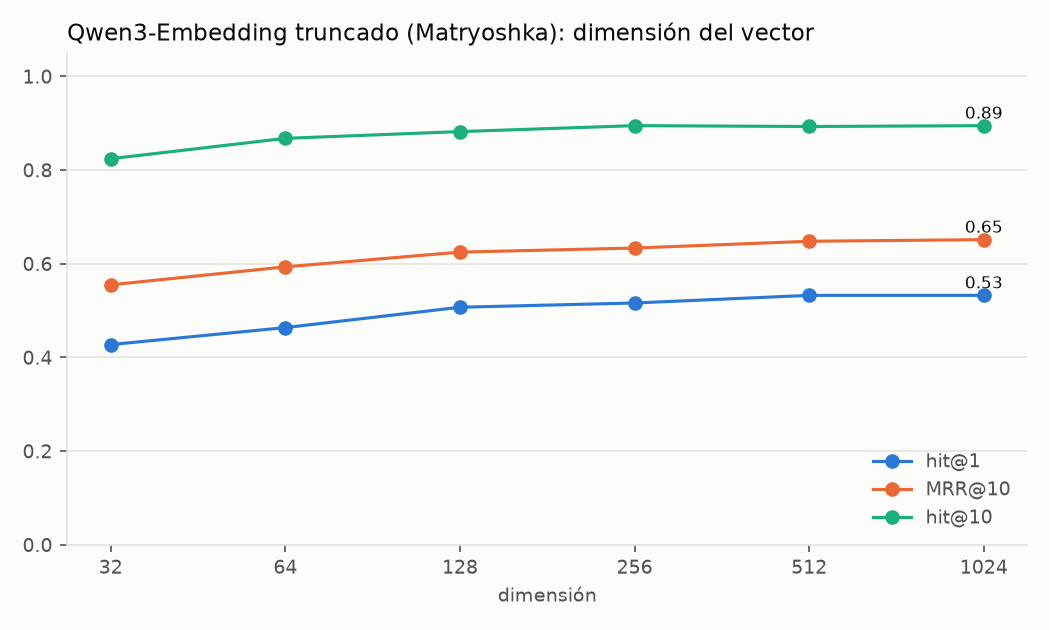 Qwen3-Embedding truncado (Matryoshka): dimensión del vector
1.0
0.8
0.6
0.4
0.2
0.0
0.89
0.65
0.53
hit@1
MRR@10
hit@10
32 64 128 256 512 1024
dimensión